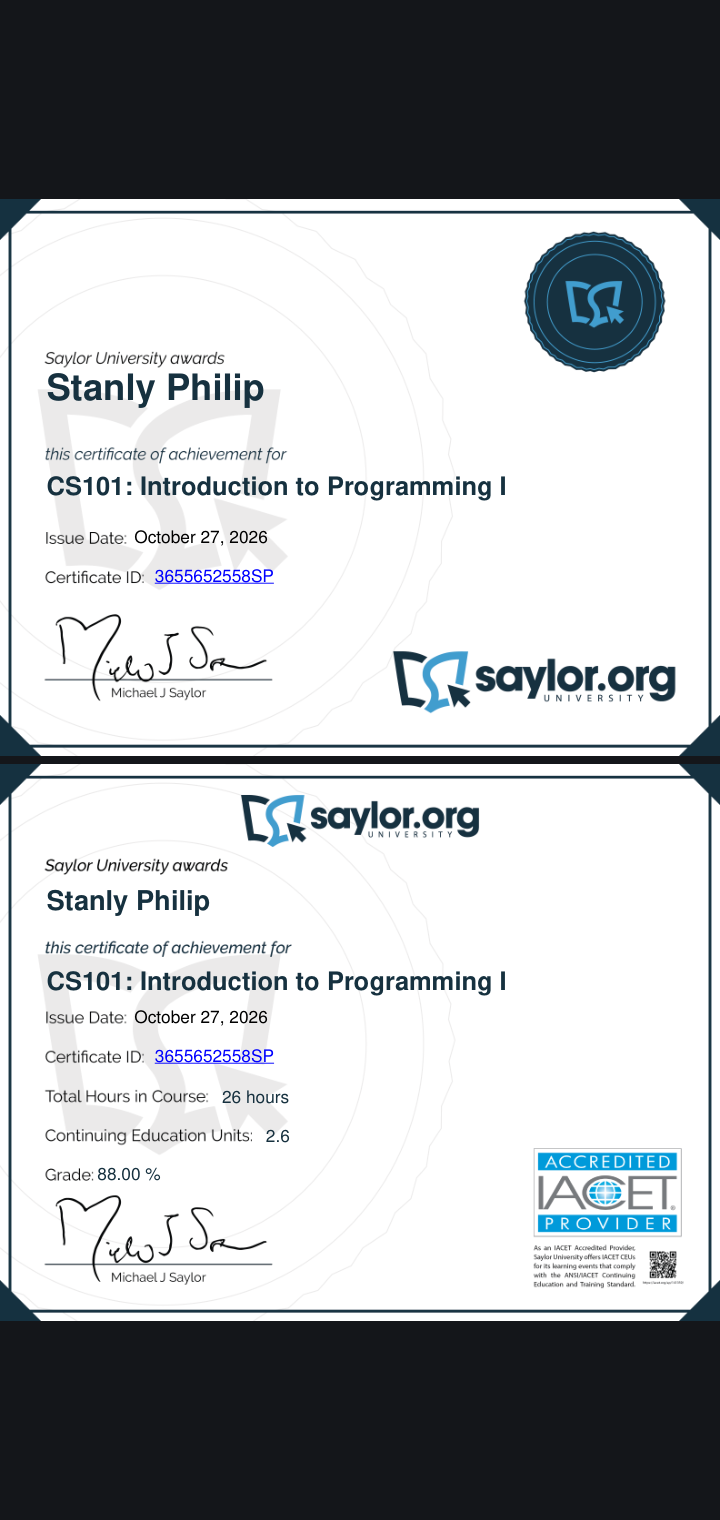 Saylor University awards
Stanly Philip
this certificate of achievement for
CS101: Introduction to Programming I
Issue Date: October 27, 2026
Certificate ID: 3655652558SP
Michael J Saylor
saylor.org
UNIVERSITY
saylor.org
UNIVERSITY
Saylor University awards
Stanly Philip
this certificate of achievement for
CS101: Introduction to Programming I
Issue Date: October 27, 2026
Certificate ID: 3655652558SP
Total Hours in Course: 26 hours
Continuing Education Units: 2.6
Grade: 88.00 %
Michael J Saylor
ACCREDITED
IACET
PROVIDER
As an IACET Accredited Provider,
Saylor University offers IACET CEUs
for its learning events that comply
with the ANSI/IACET Continuing
Education and Training Standard.